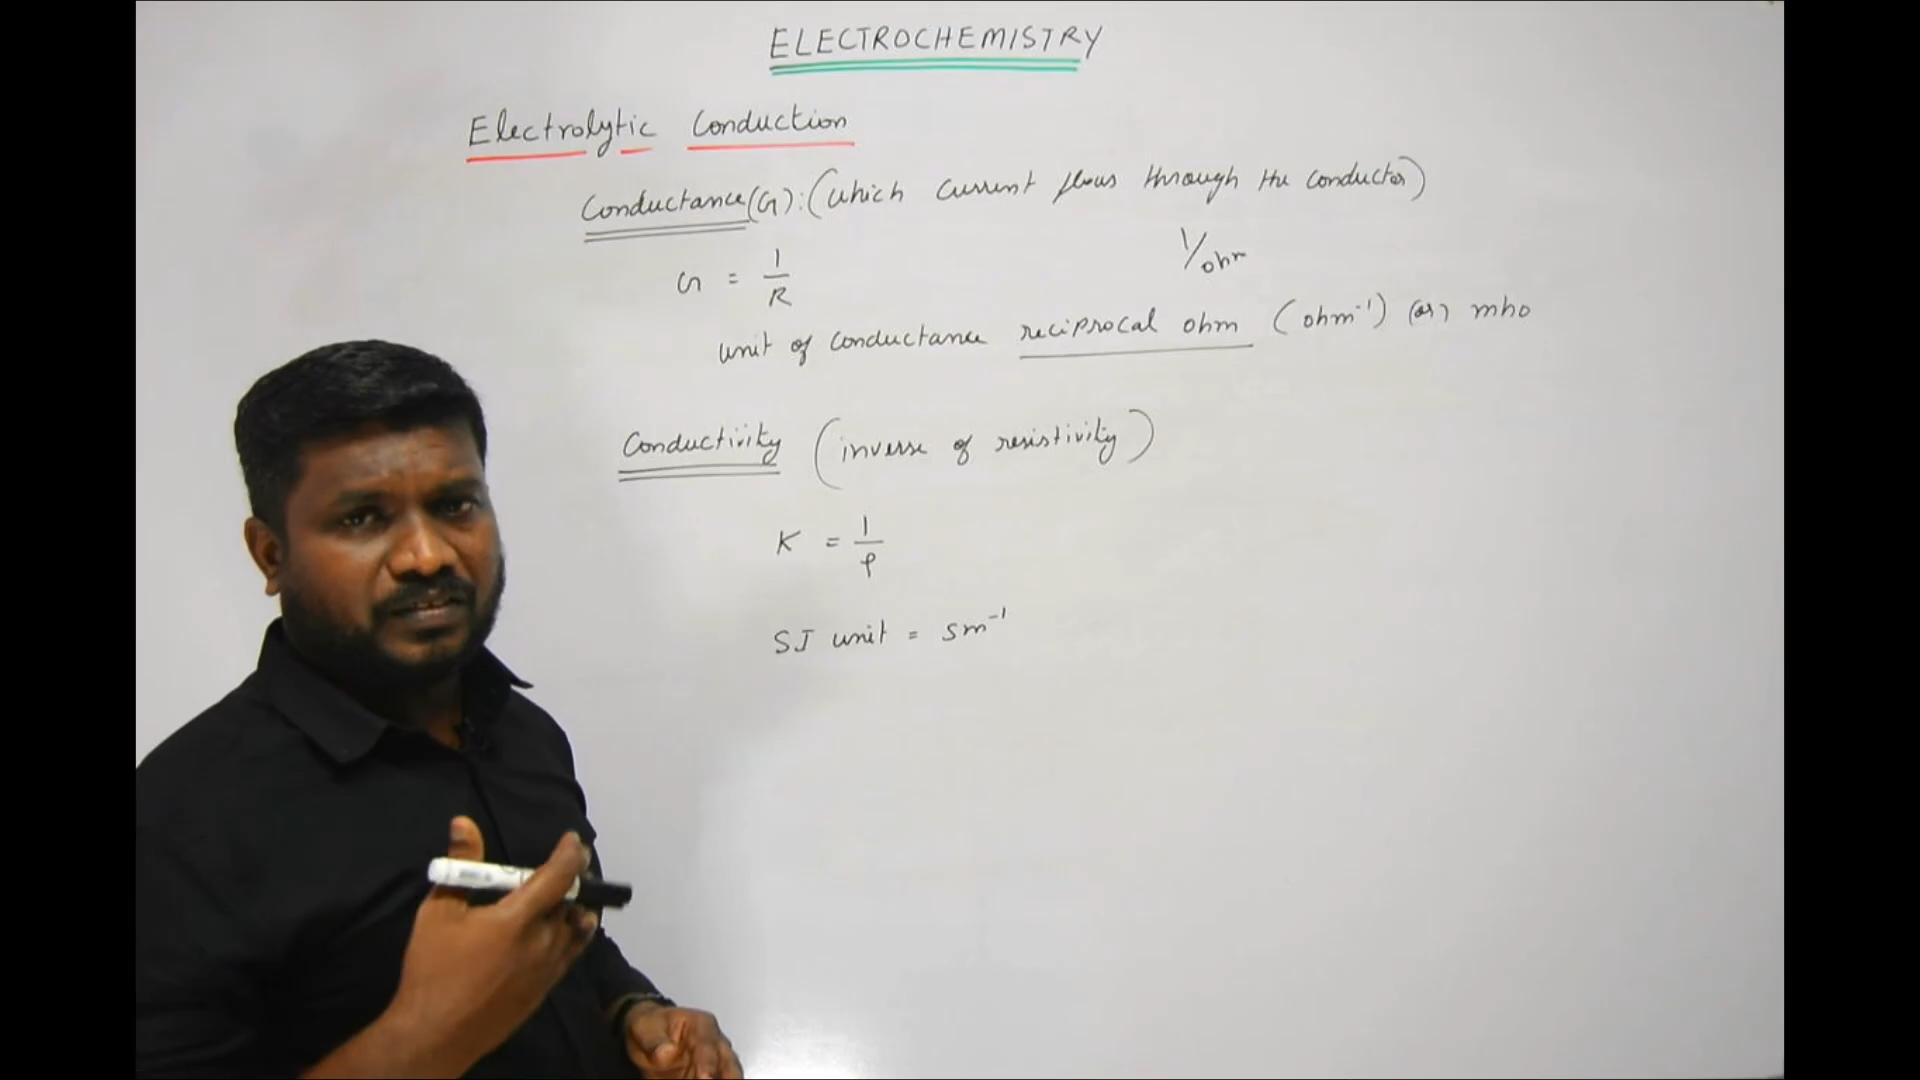 ELECTROCHEMISTRY
Electrolytic Conduction
Conductance (G): (which current flows through the conductor)
G = 1/R
1/ohm
unit of conductance reciprocal ohm (ohm⁻¹) (or) mho
Conductivity (inverse of resistivity)
K = 1/ρ
SI unit = Sm⁻¹